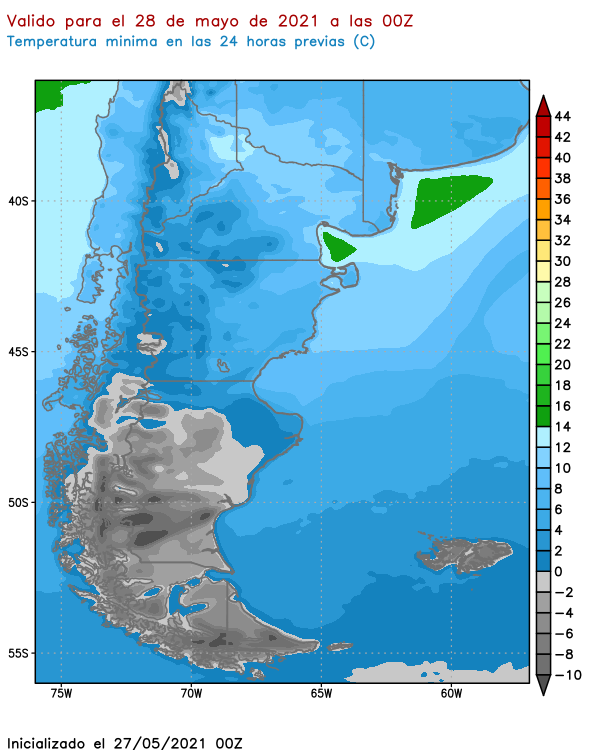 Valido para el 28 de mayo de 2021 a las 00Z
Temperatura minima en las 24 horas previas (C)
44
42
40
38
36
34
32
30
28
26
24
22
20
18
16
14
12
10
8
6
4
2
0
−2
−4
−6
−8
−10
40S
45S
50S
55S
75W
70W
65W
60W
Inicializado el 27/05/2021 00Z